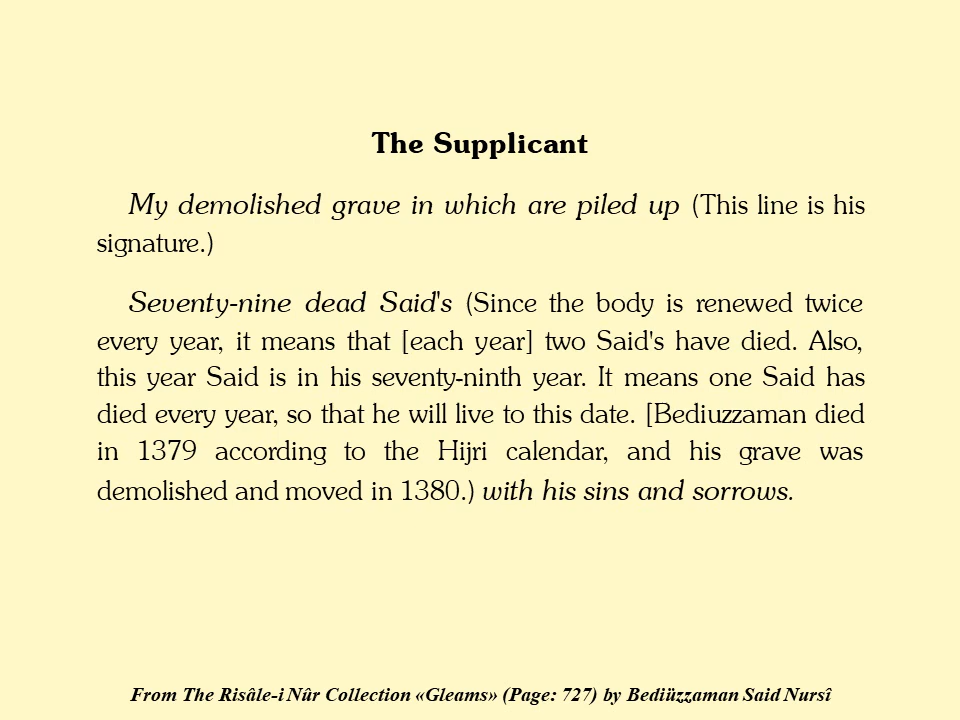 The Supplicant
My demolished grave in which are piled up (This line is his
signature.)
Seventy-nine dead Said's (Since the body is renewed twice
every year, it means that [each year] two Said's have died. Also,
this year Said is in his seventy-ninth year. It means one Said has
died every year, so that he will live to this date. [Bediuzzaman died
in 1379 according to the Hijri calendar, and his grave was
demolished and moved in 1380.) with his sins and sorrows.
From The Risâle-i Nûr Collection «Gleams» (Page: 727) by Bediüzzaman Said Nursî